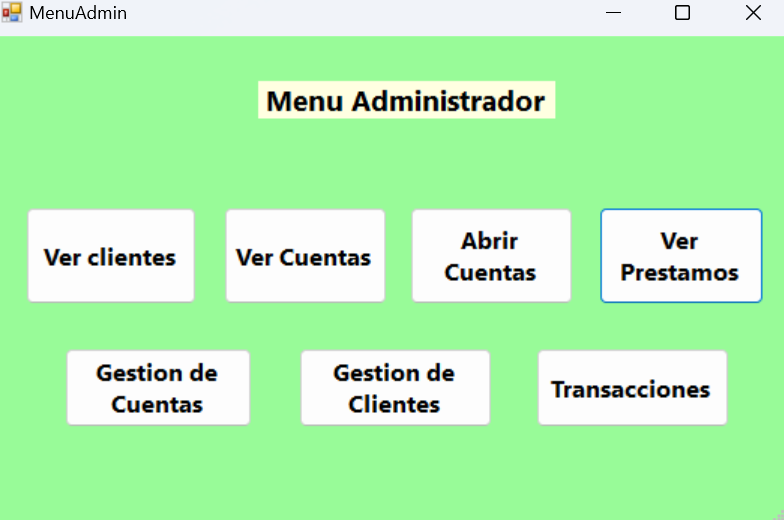 MenuAdmin
Menu Administrador
Ver clientes
Ver Cuentas
Abrir
Cuentas
Ver
Prestamos
Gestion de
Cuentas
Gestion de
Clientes
Transacciones